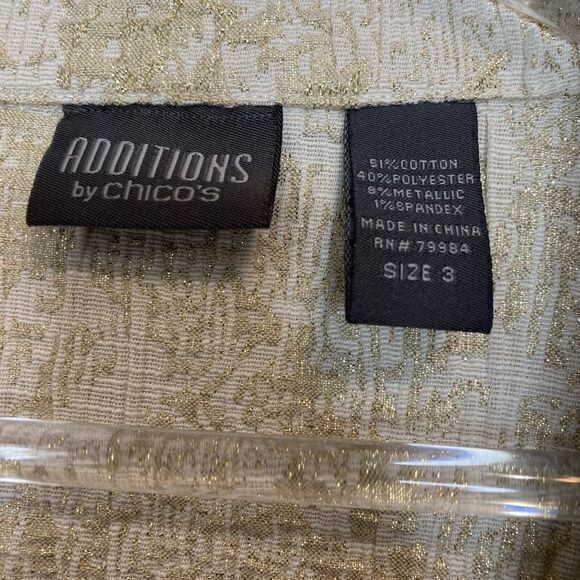 ADDITIONS
by chico's
51%COTTON
40%POLYESTER
8%METALLIC
1%SPANDEX
MADE IN CHINA
RN# 79984
SIZE 3